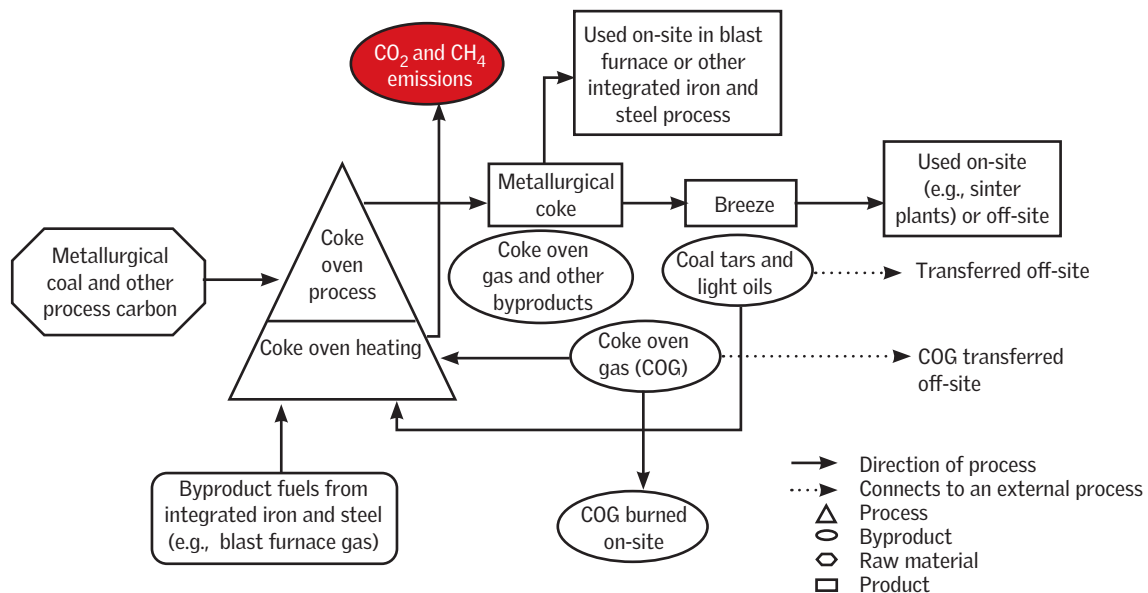 CO₂ and CH₄
emissions
Used on-site in blast
furnace or other
integrated iron and
steel process
Metallurgical
coke
Breeze
Used on-site
(e.g., sinter
plants) or off-site
Metallurgical
coal and other
process carbon
Coke
oven
process
Coke oven
gas and other
byproducts
Coal tars and
light oils
Transferred off-site
Coke oven heating
Coke oven
gas (COG)
COG transferred
off-site
Byproduct fuels from
integrated iron and steel
(e.g., blast furnace gas)
COG burned
on-site
Direction of process
Connects to an external process
Process
Byproduct
Raw material
Product